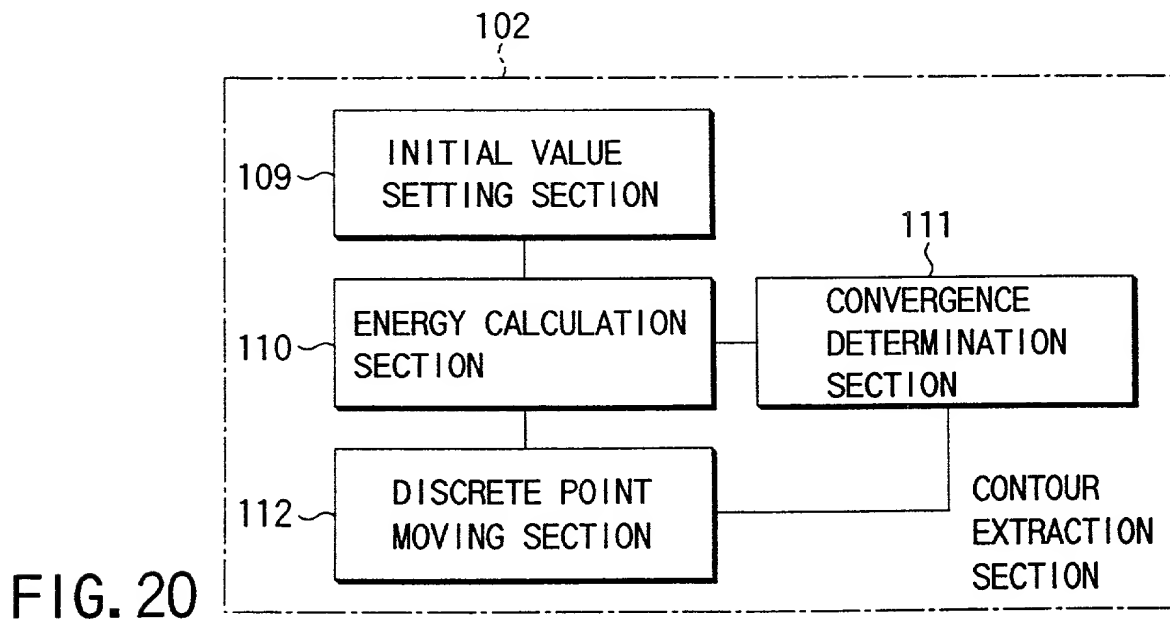 102
109
INITIAL VALUE
SETTING SECTION
111
110
ENERGY CALCULATION
SECTION
CONVERGENCE
DETERMINATION
SECTION
112
DISCRETE POINT
MOVING SECTION
CONTOUR
EXTRACTION
SECTION
FIG. 20